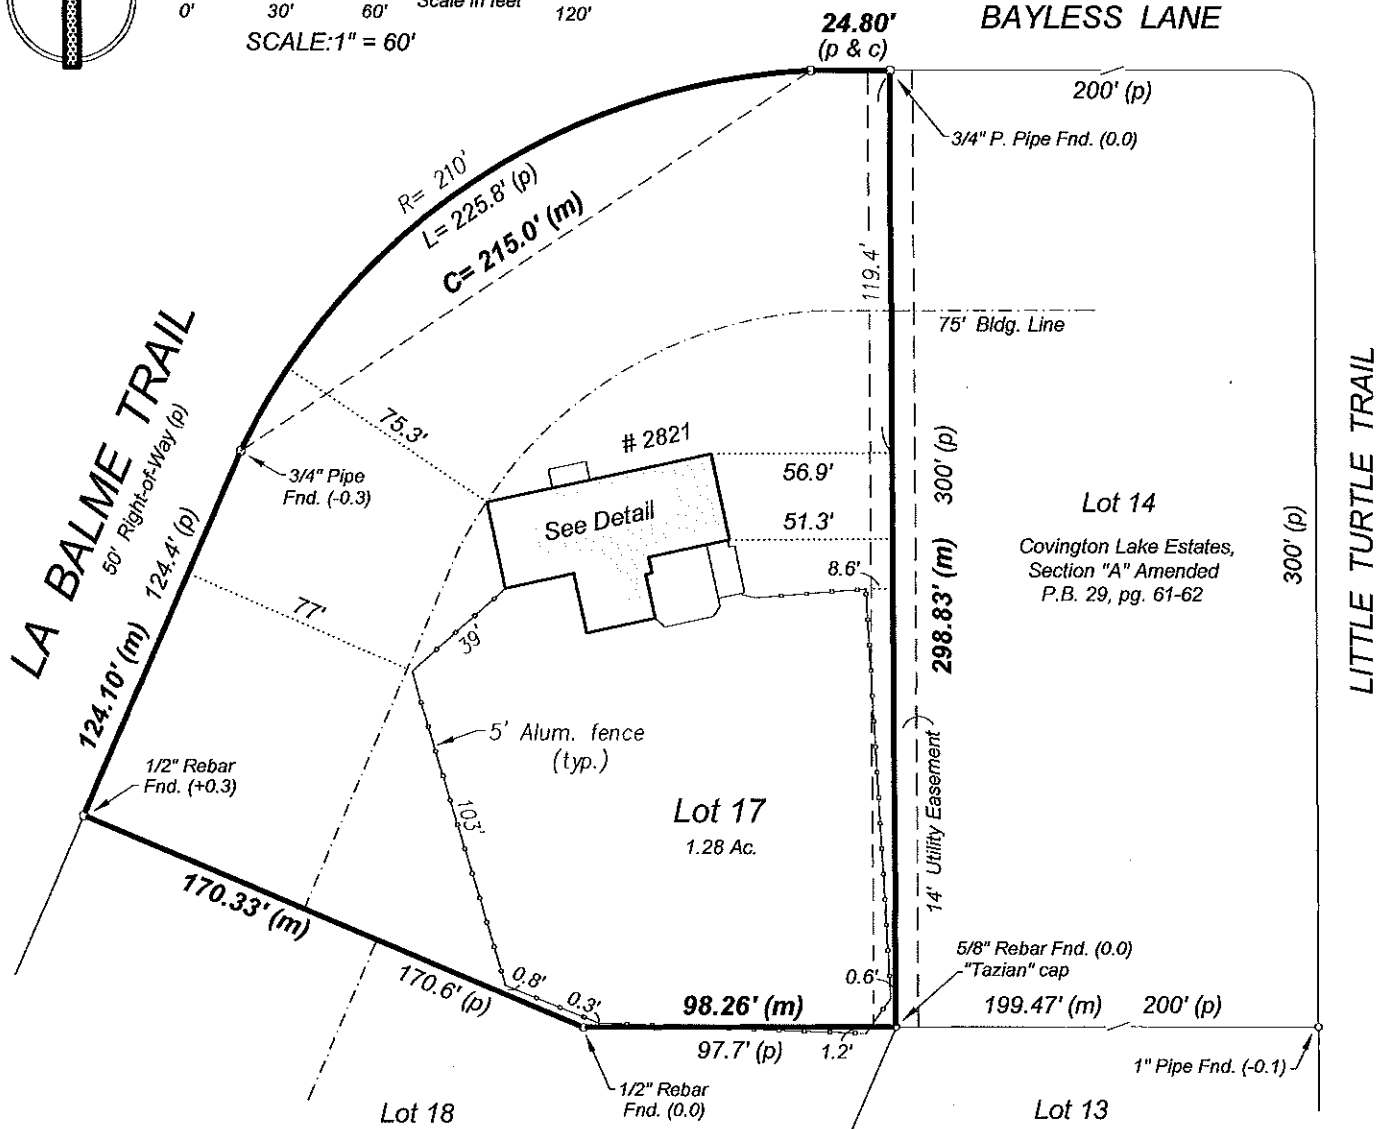 0' 30' 60' Scale in feet 120'
SCALE: 1" = 60'
24.80'
(p & c)
BAYLESS LANE
200' (p)
3/4" P. Pipe Fnd. (0.0)
R= 210'
L= 225.8' (p)
C= 215.0' (m)
119.4'
75' Bldg. Line
LA BALME TRAIL
50' Right-of-Way (p)
75.3'
# 2821
3/4" Pipe
Fnd. (-0.3)
See Detail
56.9'
51.3'
8.6'
300' (p)
298.83' (m)
Lot 14
Covington Lake Estates,
Section "A" Amended
P.B. 29, pg. 61-62
300' (p)
LITTLE TURTLE TRAIL
124.4' (p)
124.10' (m)
77'
39'
5' Alum. fence
(typ.)
1/2" Rebar
Fnd. (+0.3)
103'
Lot 17
1.28 Ac.
14' Utility Easement
170.33' (m)
170.6' (p)
0.8'
0.3'
98.26' (m)
97.7' (p)
0.6'
1.2'
5/8" Rebar Fnd. (0.0)
"Tazian" cap
199.47' (m) 200' (p)
1" Pipe Fnd. (-0.1)
1/2" Rebar
Fnd. (0.0)
Lot 18
Lot 13